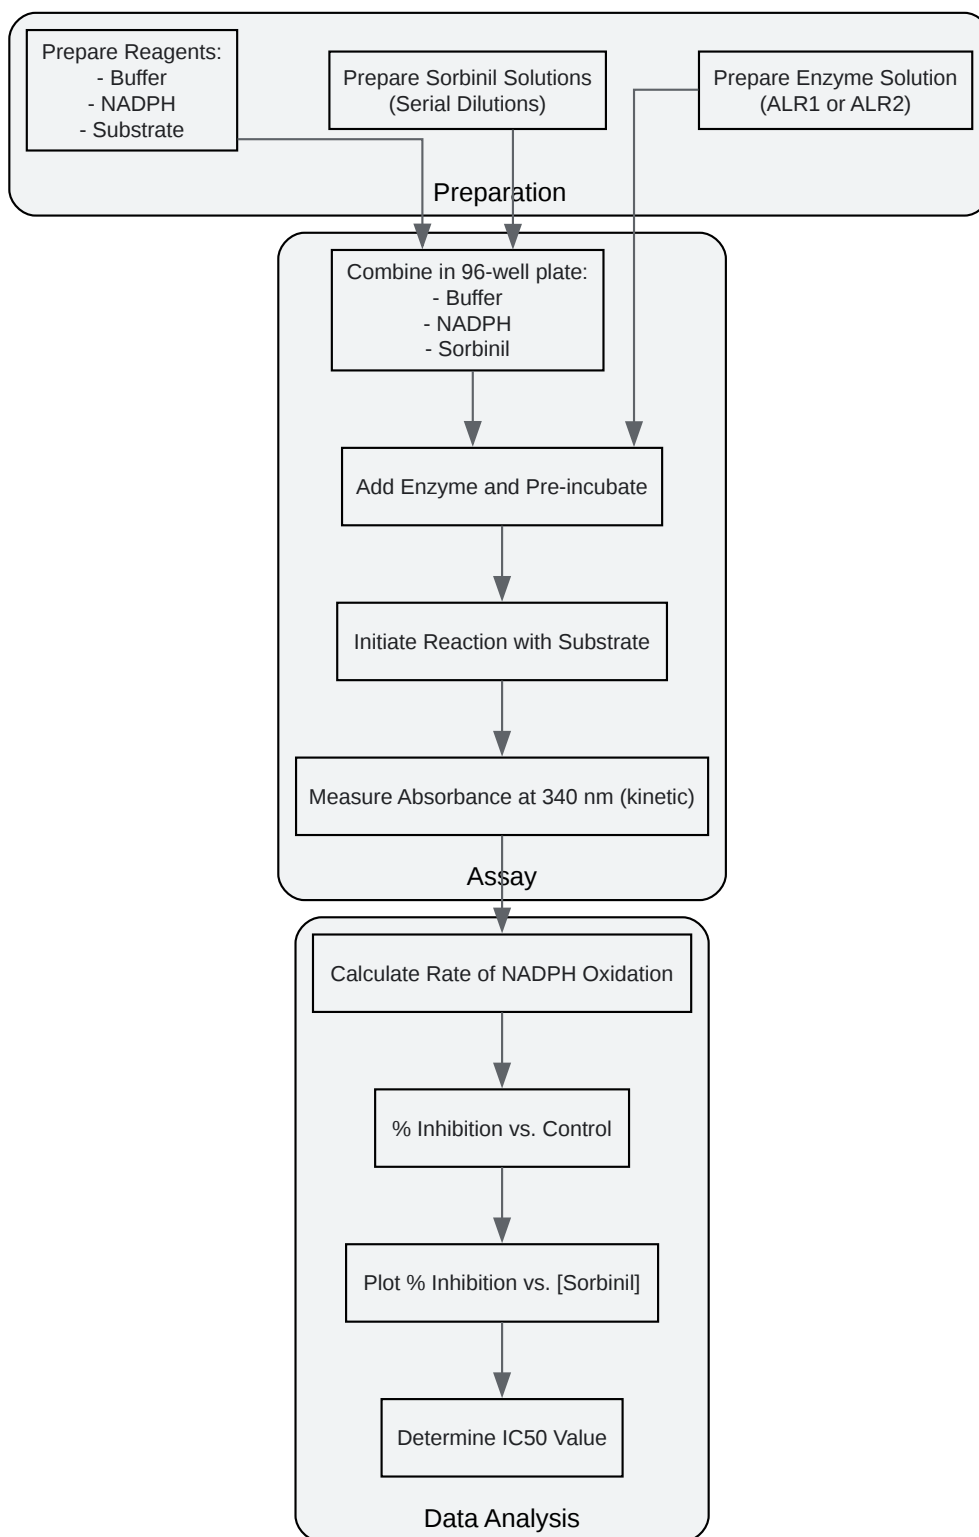 Prepare Reagents:
- Buffer
- NADPH
- Substrate
Prepare Sorbinil Solutions
(Serial Dilutions)
Prepare Enzyme Solution
(ALR1 or ALR2)
Preparation
Combine in 96-well plate:
- Buffer
- NADPH
- Sorbinil
Add Enzyme and Pre-incubate
Initiate Reaction with Substrate
Measure Absorbance at 340 nm (kinetic)
Assay
Calculate Rate of NADPH Oxidation
% Inhibition vs. Control
Plot % Inhibition vs. [Sorbinil]
Determine IC50 Value
Data Analysis